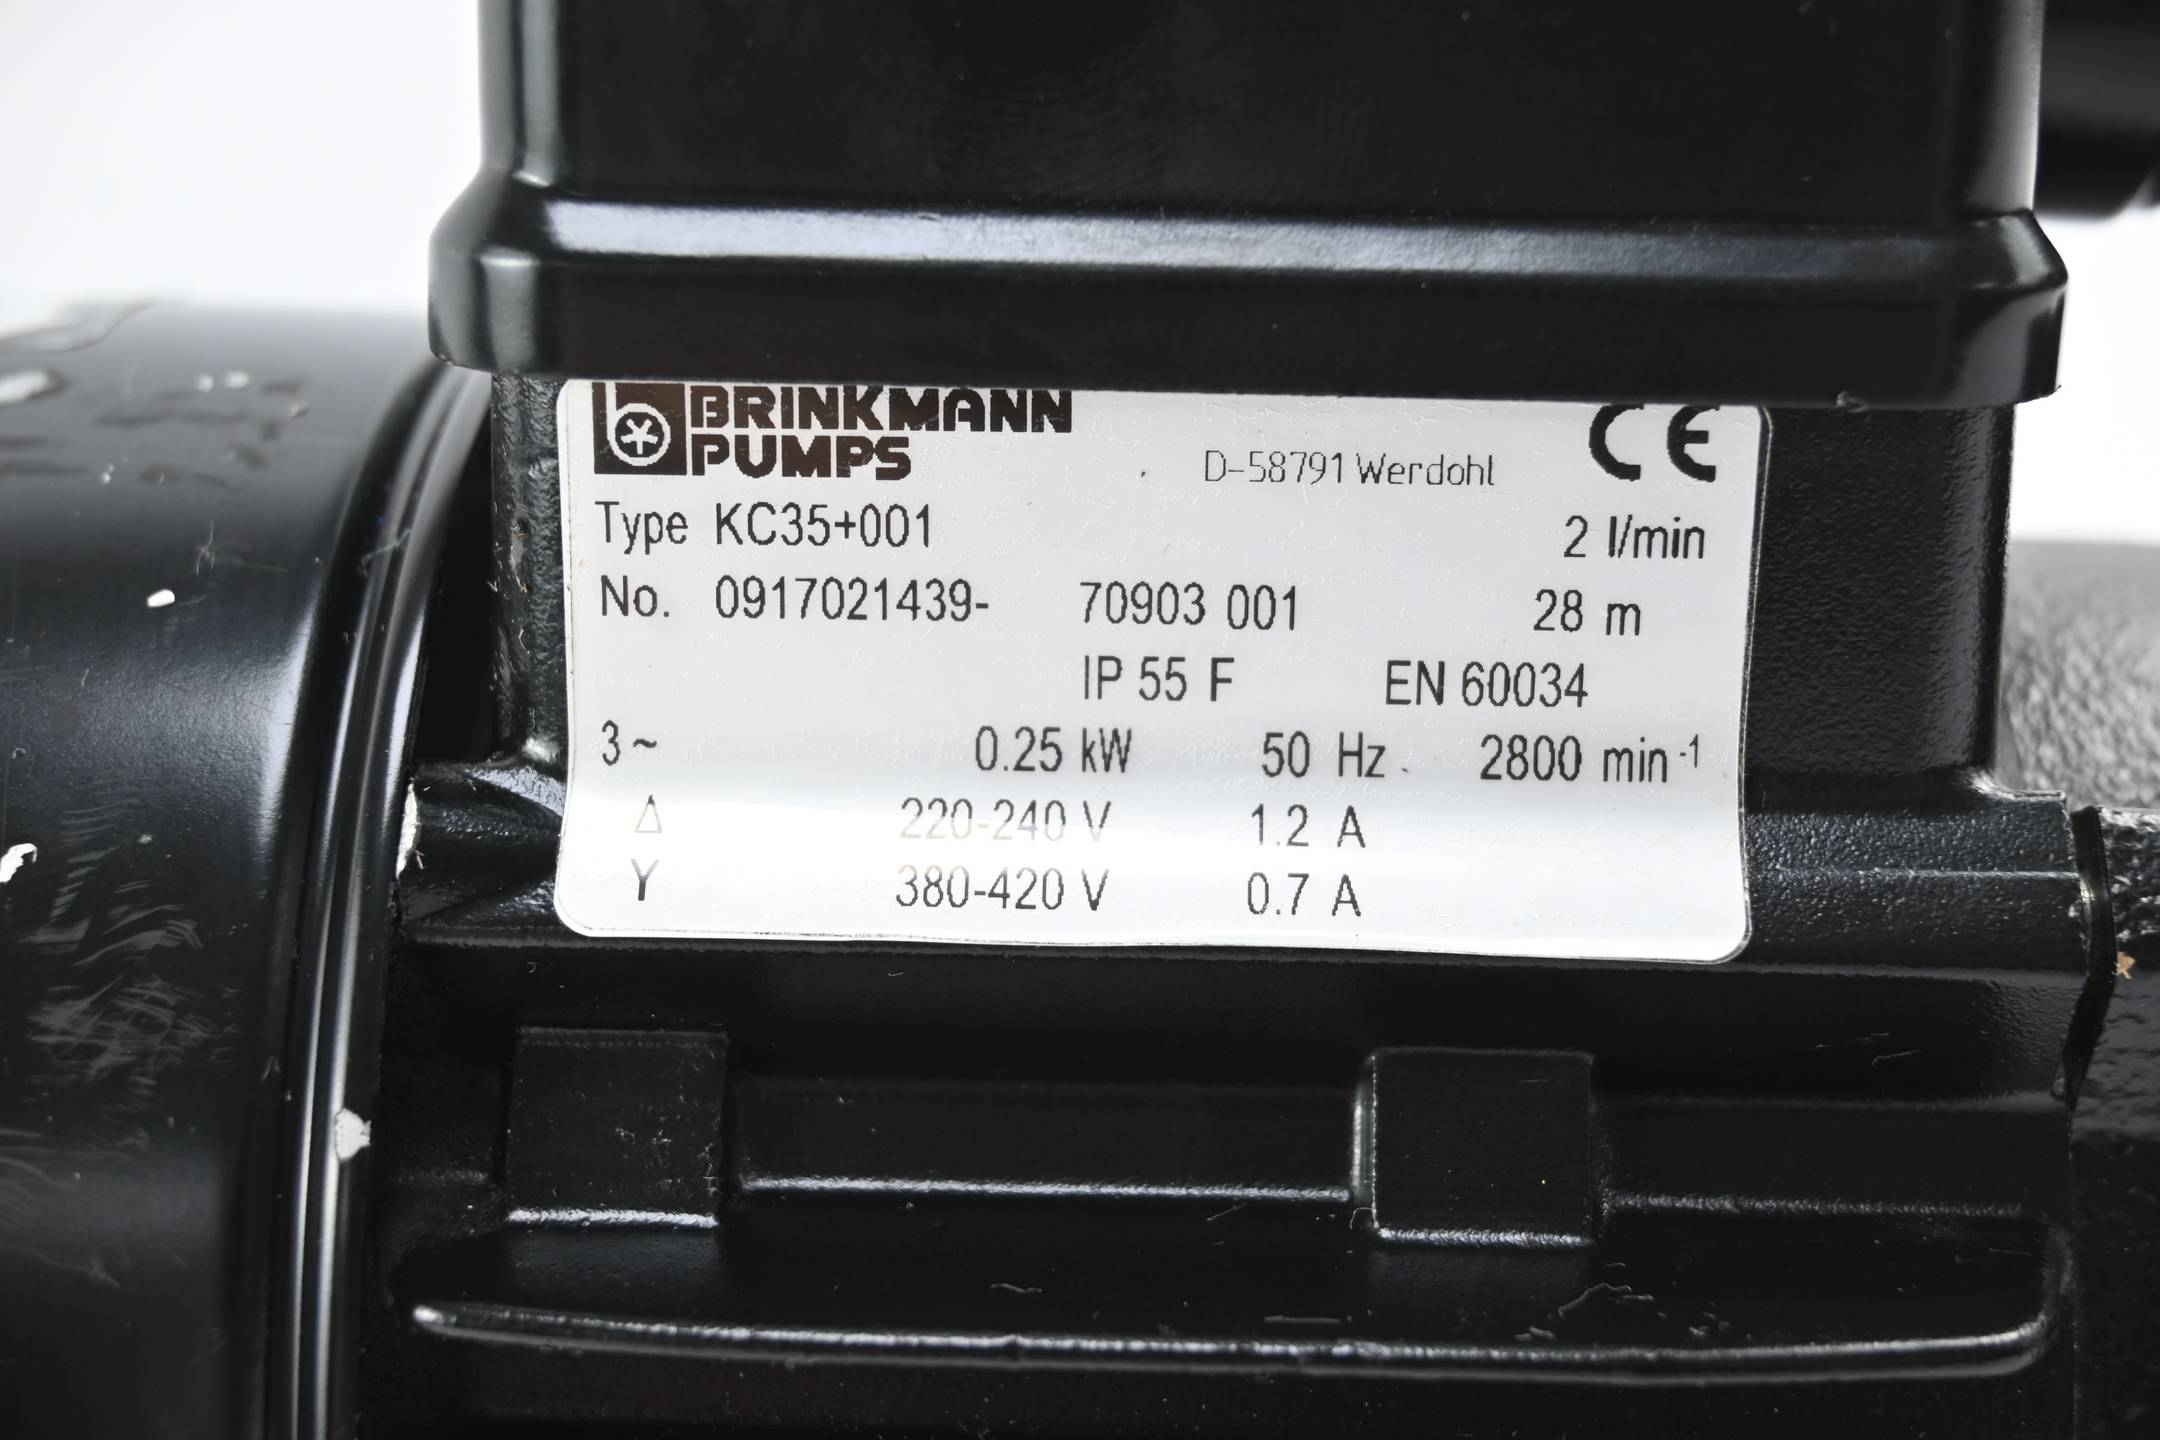 BRINKMANN
PUMPS
D-58791 Werdohl
CE
Type KC35+001 2 l/min
No. 0917021439- 70903 001 28 m
IP 55 F EN 60034
3 ~ 0.25 kW 50 Hz 2800 min⁻¹
Δ 220-240 V 1.2 A
Y 380-420 V 0.7 A